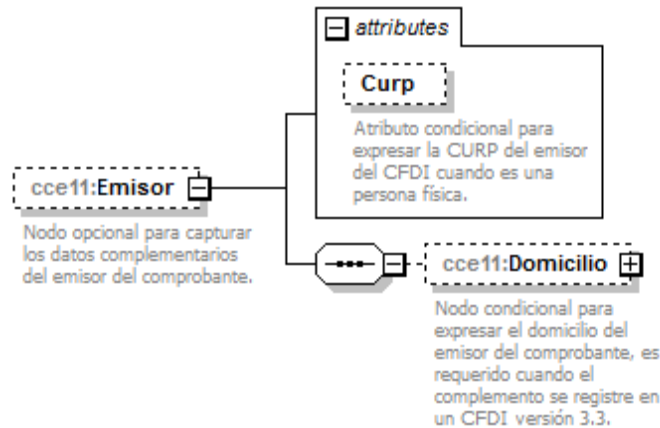 attributes
Curp
Atributo condicional para
expresar la CURP del emisor
del CFDI cuando es una
persona física.
cce11:Emisor
Nodo opcional para capturar
los datos complementarios
del emisor del comprobante.
cce11:Domicilio
Nodo condicional para
expresar el domicilio del
emisor del comprobante, es
requerido cuando el
complemento se registre en
un CFDI versión 3.3.